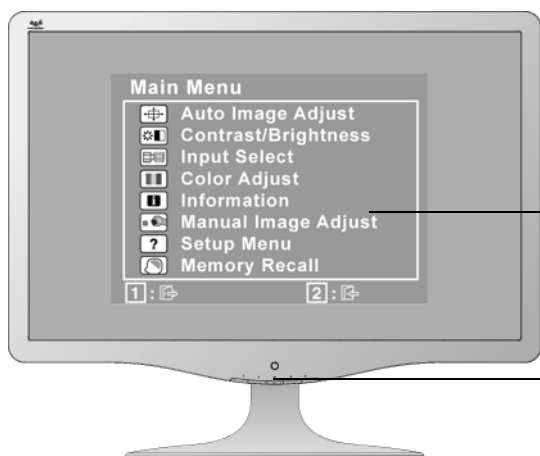 Main Menu
Auto Image Adjust
Contrast/Brightness
Input Select
Color Adjust
Information
Manual Image Adjust
? Setup Menu
Memory Recall
1 : 2 :